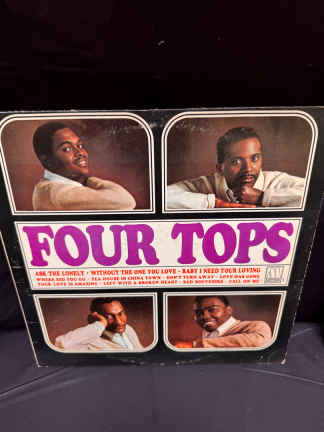 FOUR TOPS
ASK THE LONELY • WITHOUT THE ONE YOU LOVE • BABY I NEED YOUR LOVING
WHERE DID YOU GO • TEA HOUSE IN CHINA TOWN • DON'T TURN AWAY • LOVE HAS GONE
YOUR LOVE IS AMAZING • LEFT WITH A BROKEN HEART • SAD SOUVENIRS • CALL ON ME